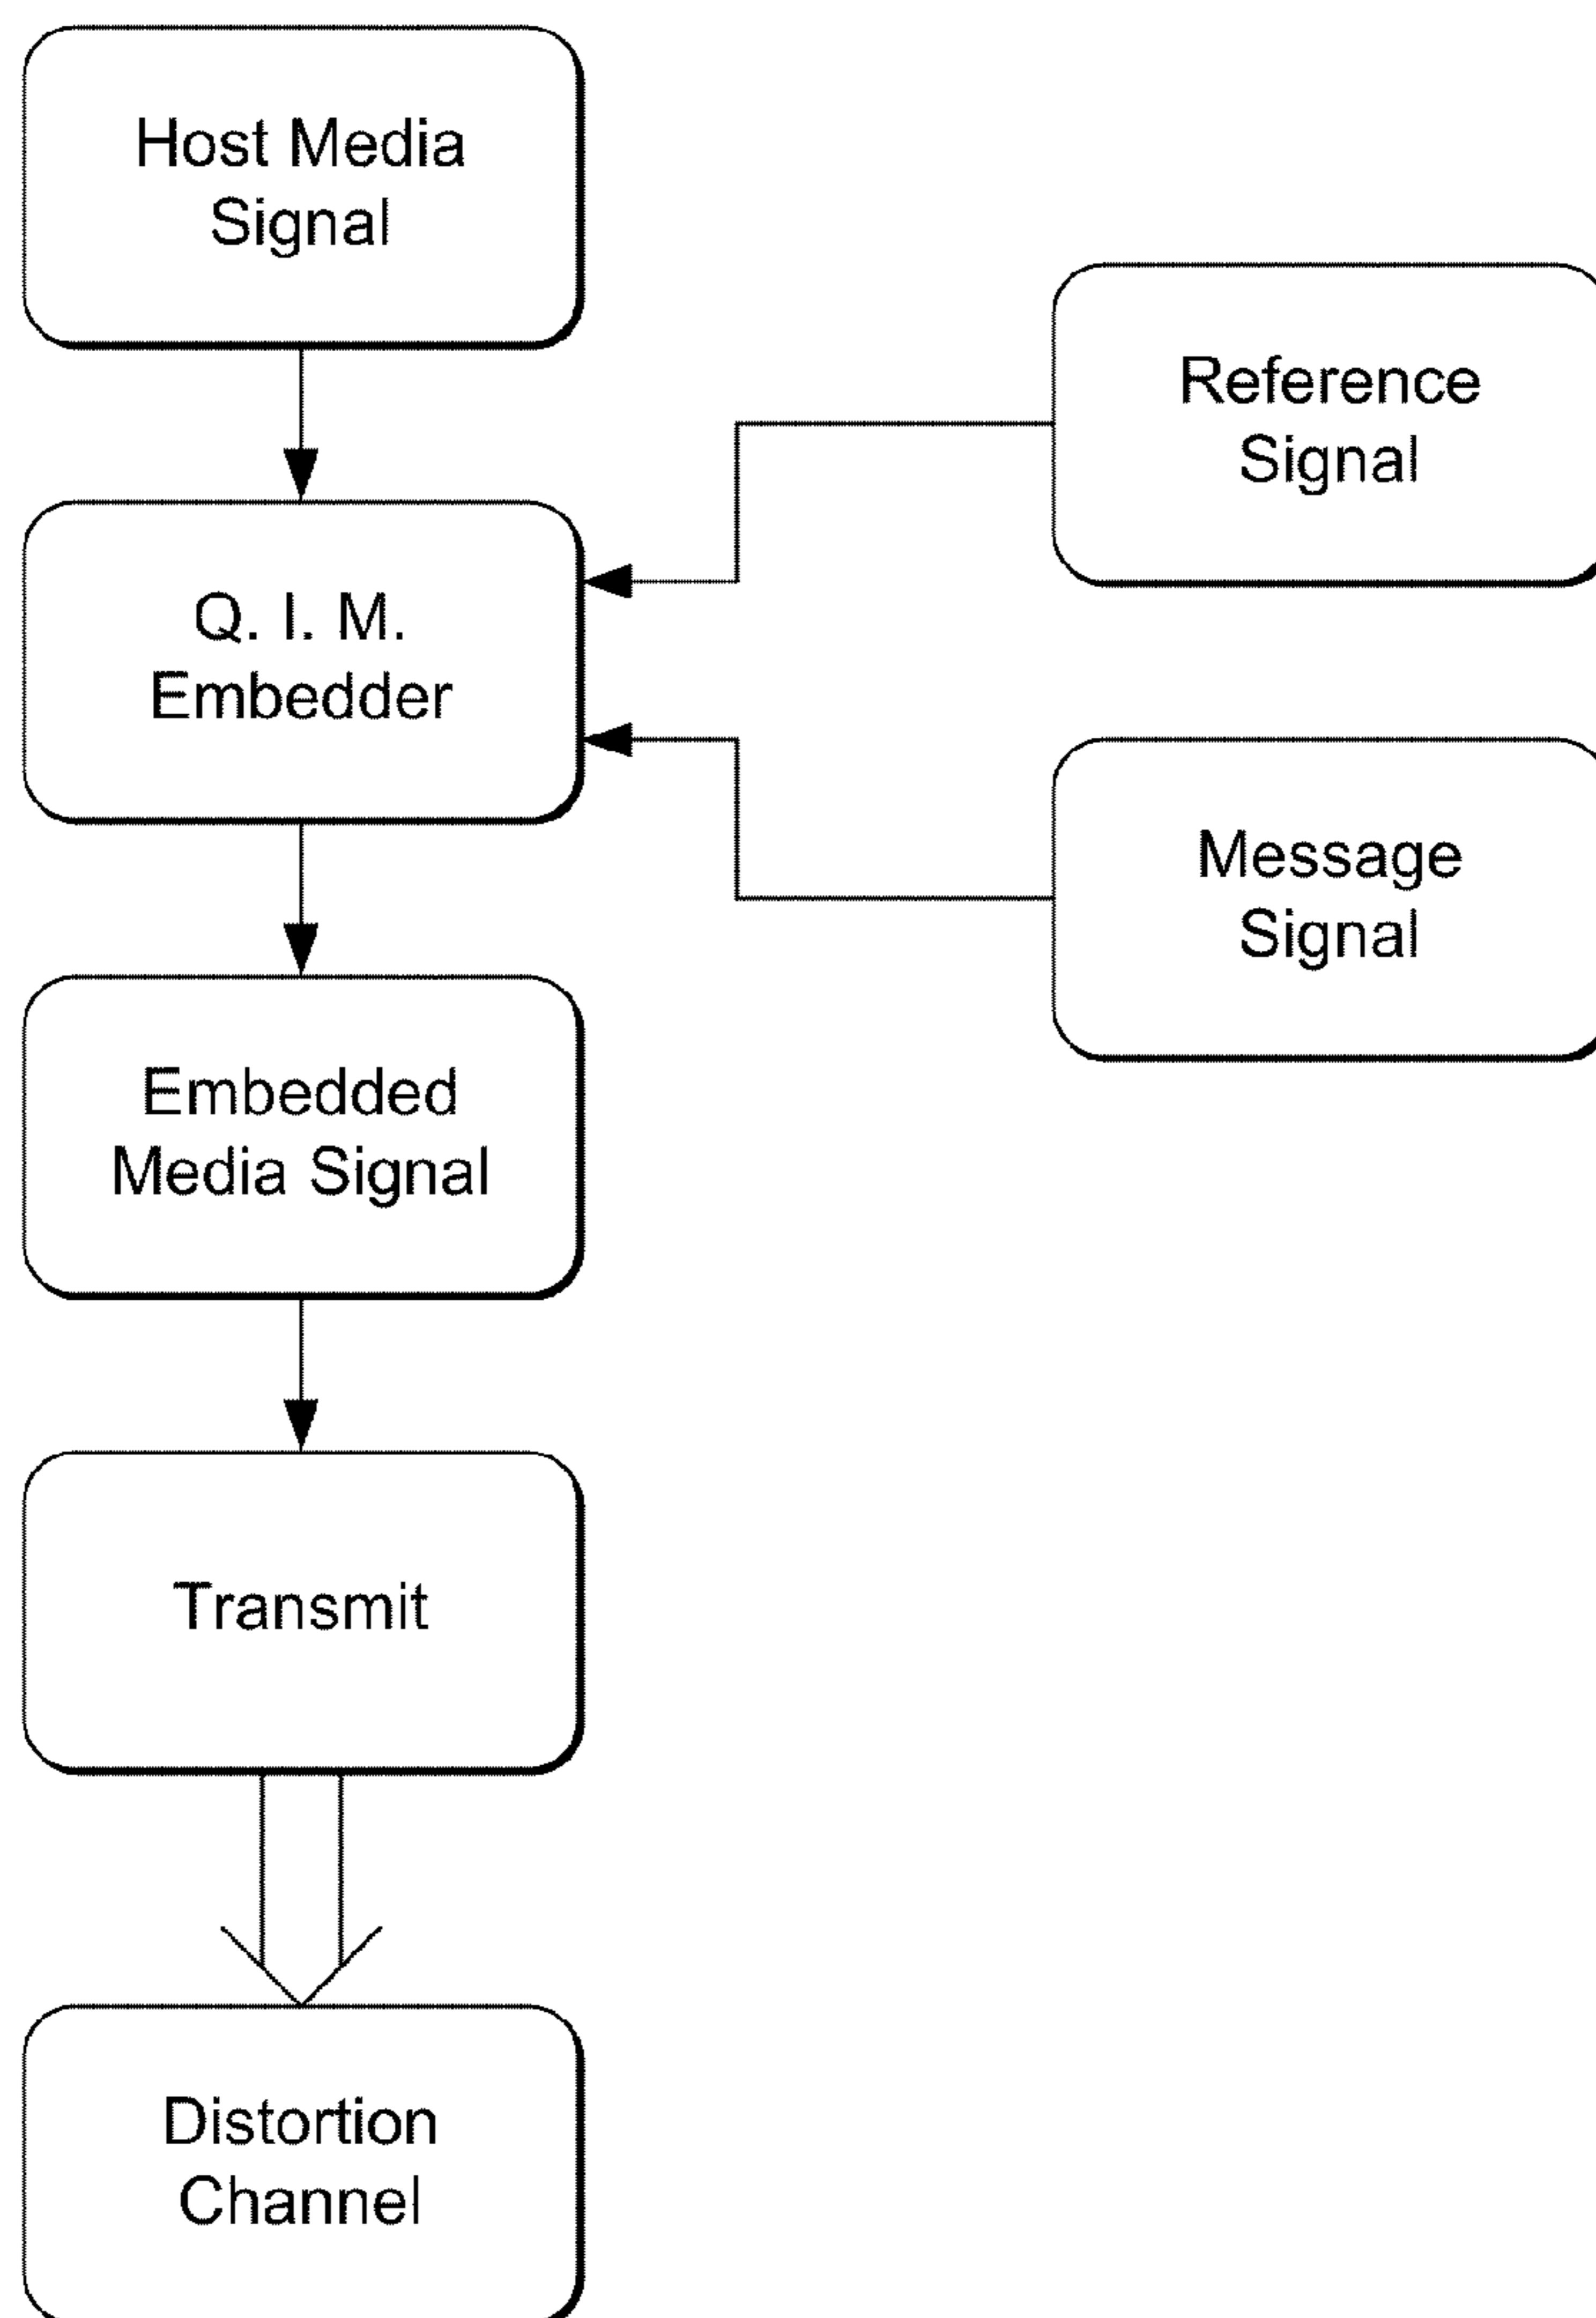 Host Media
Signal
Reference
Signal
Q. I. M.
Embedder
Message
Signal
Embedded
Media Signal
Transmit
Distortion
Channel